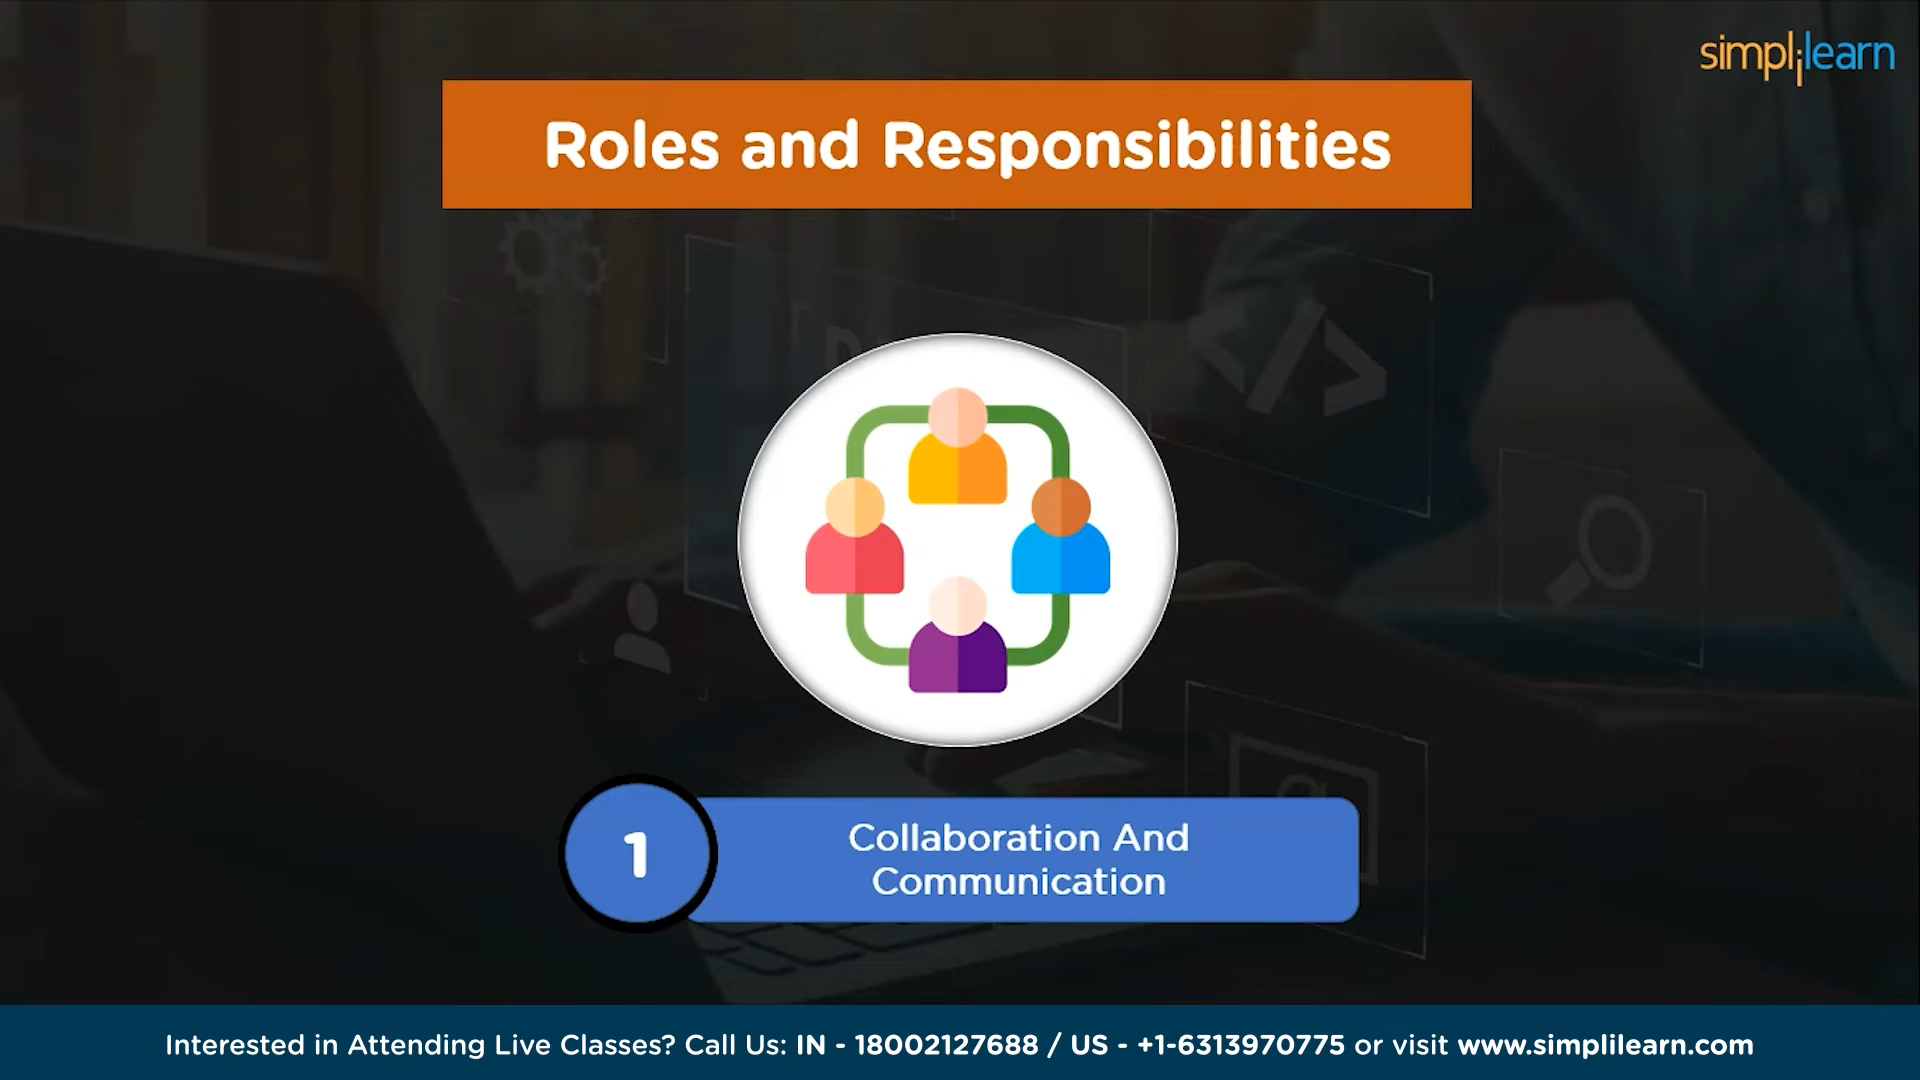 simplilearn
Roles and Responsibilities
1
Collaboration And
Communication
Interested in Attending Live Classes? Call Us: IN - 18002127688 / US - +1-6313970775 or visit www.simplilearn.com